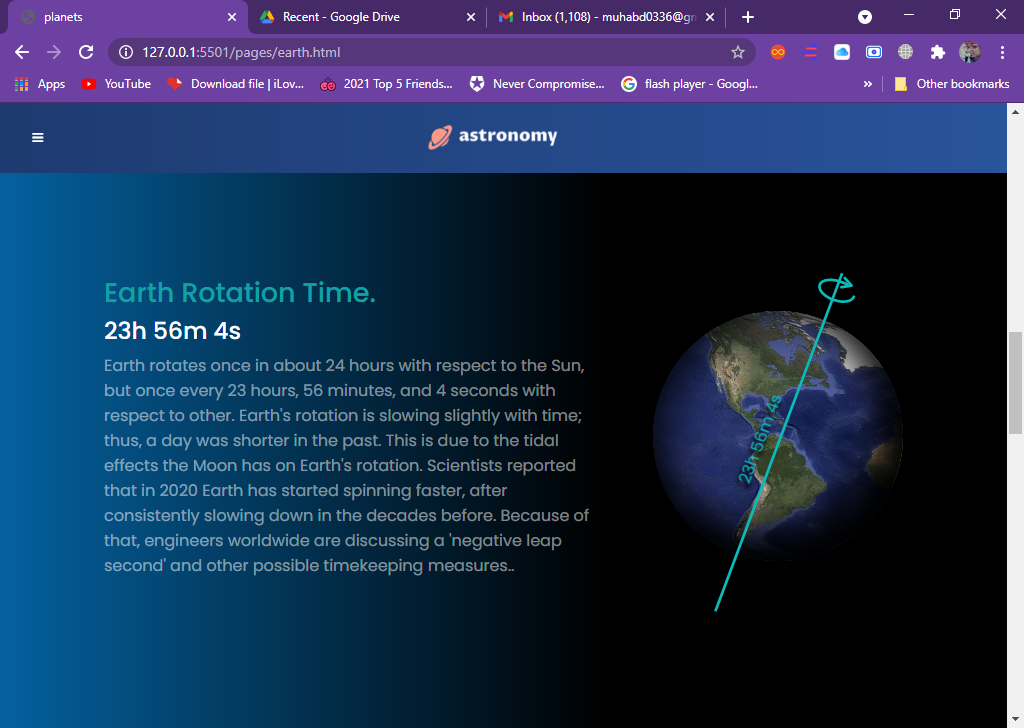 planets
Recent - Google Drive
Inbox (1,108) - muhabd0336@gm
127.0.0.1:5501/pages/earth.html
Apps
YouTube
Download file | iLov...
2021 Top 5 Friends...
Never Compromise...
flash player - Googl...
»
Other bookmarks
astronomy
Earth Rotation Time.
23h 56m 4s
Earth rotates once in about 24 hours with respect to the Sun,
but once every 23 hours, 56 minutes, and 4 seconds with
respect to other. Earth's rotation is slowing slightly with time;
thus, a day was shorter in the past. This is due to the tidal
effects the Moon has on Earth's rotation. Scientists reported
that in 2020 Earth has started spinning faster, after
consistently slowing down in the decades before. Because of
that, engineers worldwide are discussing a 'negative leap
second' and other possible timekeeping measures..
23h 56m 4s